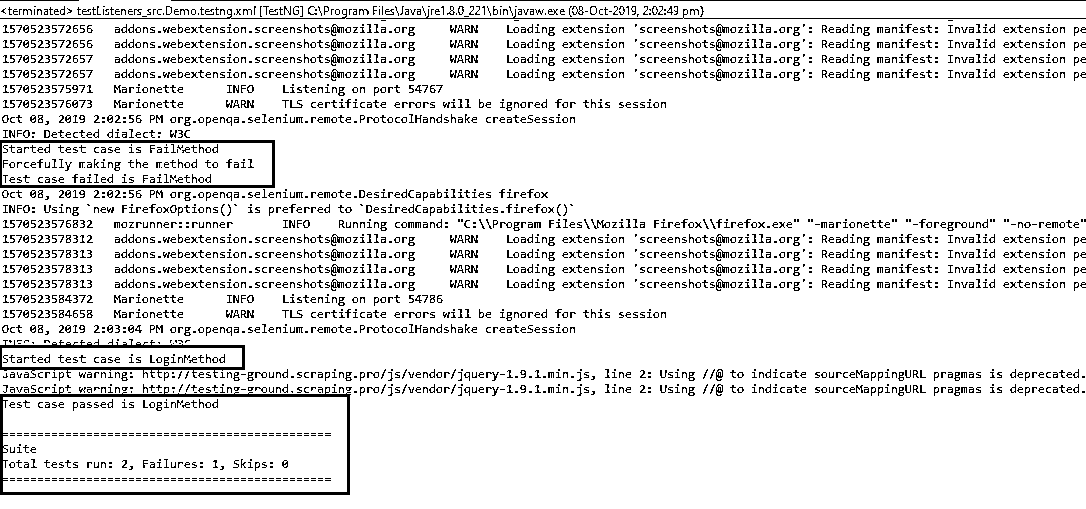 <terminated> testListeners_src.Demo.testng.xml [TestNG] C:\Program Files\Java\jre1.8.0_221\bin\javaw.exe (08-Oct-2019, 2:02:49 pm)
1570523572656 addons.webextension.screenshots@mozilla.org WARN Loading extension 'screenshots@mozilla.org': Reading manifest: Invalid extension pe
1570523572656 addons.webextension.screenshots@mozilla.org WARN Loading extension 'screenshots@mozilla.org': Reading manifest: Invalid extension pe
1570523572657 addons.webextension.screenshots@mozilla.org WARN Loading extension 'screenshots@mozilla.org': Reading manifest: Invalid extension pe
1570523572657 addons.webextension.screenshots@mozilla.org WARN Loading extension 'screenshots@mozilla.org': Reading manifest: Invalid extension pe
1570523575971 Marionette INFO Listening on port 54767
1570523576073 Marionette WARN TLS certificate errors will be ignored for this session
Oct 08, 2019 2:02:56 PM org.openqa.selenium.remote.ProtocolHandshake createSession
INFO: Detected dialect: W3C
Started test case is FailMethod
Forcefully making the method to fail
Test case failed is FailMethod
Oct 08, 2019 2:02:56 PM org.openqa.selenium.remote.DesiredCapabilities firefox
INFO: Using `new FirefoxOptions()` is preferred to `DesiredCapabilities.firefox()`
1570523576832 mozrunner::runner INFO Running command: "C:\\Program Files\\Mozilla Firefox\\firefox.exe" "-marionette" "-foreground" "-no-remote"
1570523578312 addons.webextension.screenshots@mozilla.org WARN Loading extension 'screenshots@mozilla.org': Reading manifest: Invalid extension pe
1570523578313 addons.webextension.screenshots@mozilla.org WARN Loading extension 'screenshots@mozilla.org': Reading manifest: Invalid extension pe
1570523578313 addons.webextension.screenshots@mozilla.org WARN Loading extension 'screenshots@mozilla.org': Reading manifest: Invalid extension pe
1570523578313 addons.webextension.screenshots@mozilla.org WARN Loading extension 'screenshots@mozilla.org': Reading manifest: Invalid extension pe
1570523584372 Marionette INFO Listening on port 54786
1570523584658 Marionette WARN TLS certificate errors will be ignored for this session
Oct 08, 2019 2:03:04 PM org.openqa.selenium.remote.ProtocolHandshake createSession
INFO: Detected dialect: W3C
Started test case is LoginMethod
JavaScript warning: http://testing-ground.scraping.pro/js/vendor/jquery-1.9.1.min.js, line 2: Using //@ to indicate sourceMappingURL pragmas is deprecated.
JavaScript warning: http://testing-ground.scraping.pro/js/vendor/jquery-1.9.1.min.js, line 2: Using //@ to indicate sourceMappingURL pragmas is deprecated.
Test case passed is LoginMethod
===============================================
Suite
Total tests run: 2, Failures: 1, Skips: 0
===============================================